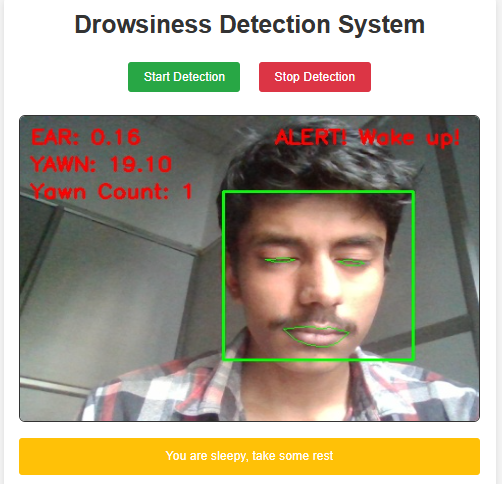 Drowsiness Detection System
Start Detection
Stop Detection
EAR: 0.16
ALERT! Wake up!
YAWN: 19.10
Yawn Count: 1
You are sleepy, take some rest